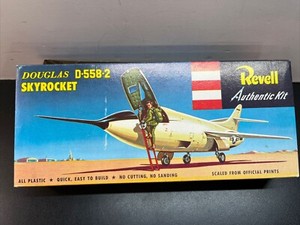 DOUGLAS D-558-2
SKYROCKET
Revell
Authentic Kit
ALL PLASTIC • QUICK, EASY TO BUILD • NO CUTTING, NO SANDING
SCALED FROM OFFICIAL PRINTS